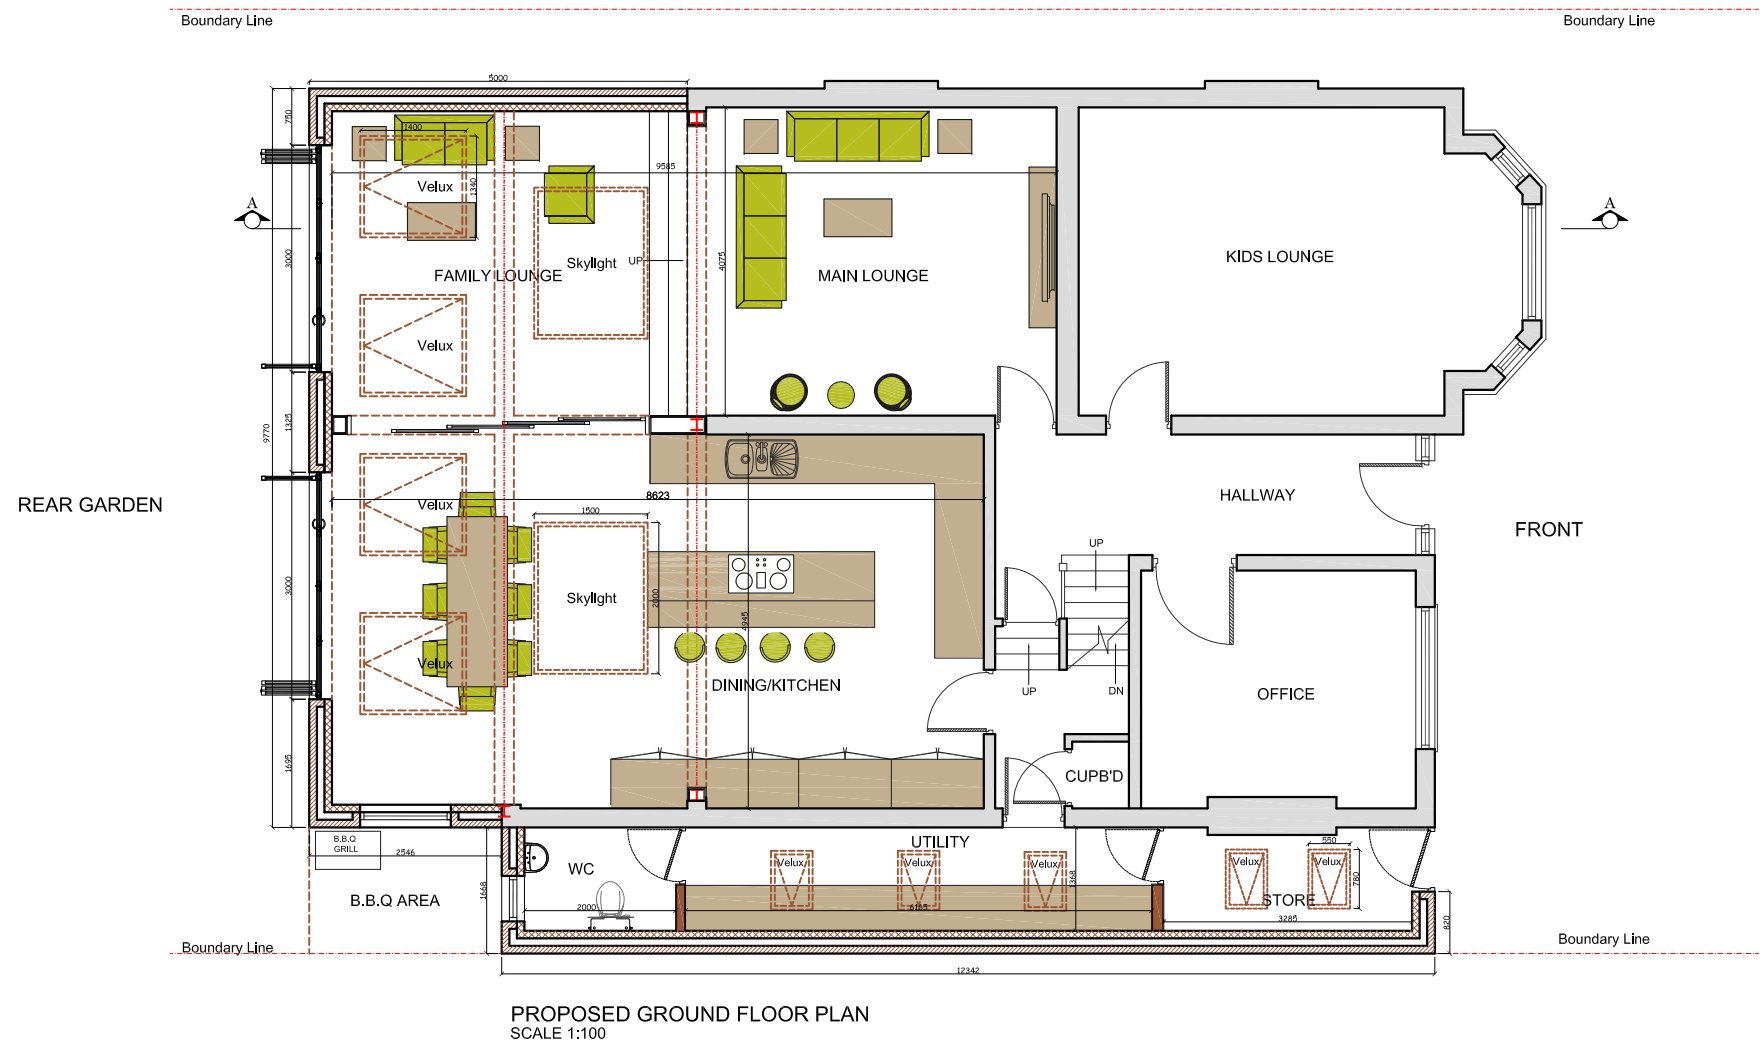 Boundary Line
Boundary Line
5000
750
1400
9585
Velux
1340
A
A
KIDS LOUNGE
Skylight
UP
3000
4075
FAMILY LOUNGE
MAIN LOUNGE
Velux
1325
9770
REAR GARDEN
8623
HALLWAY
Velux
1500
FRONT
UP
3000
Skylight
2000
4945
Velux
DINING/KITCHEN
UP
DN
OFFICE
1695
CUPB'D
B.B.Q
GRILL
2546
UTILITY
WC
Velux
Velux
Velux
Velux
550
Velux
1668
1368
780
B.B.Q AREA
2000
6165
STORE
3285
820
Boundary Line
Boundary Line
12342
PROPOSED GROUND FLOOR PLAN
SCALE 1:100